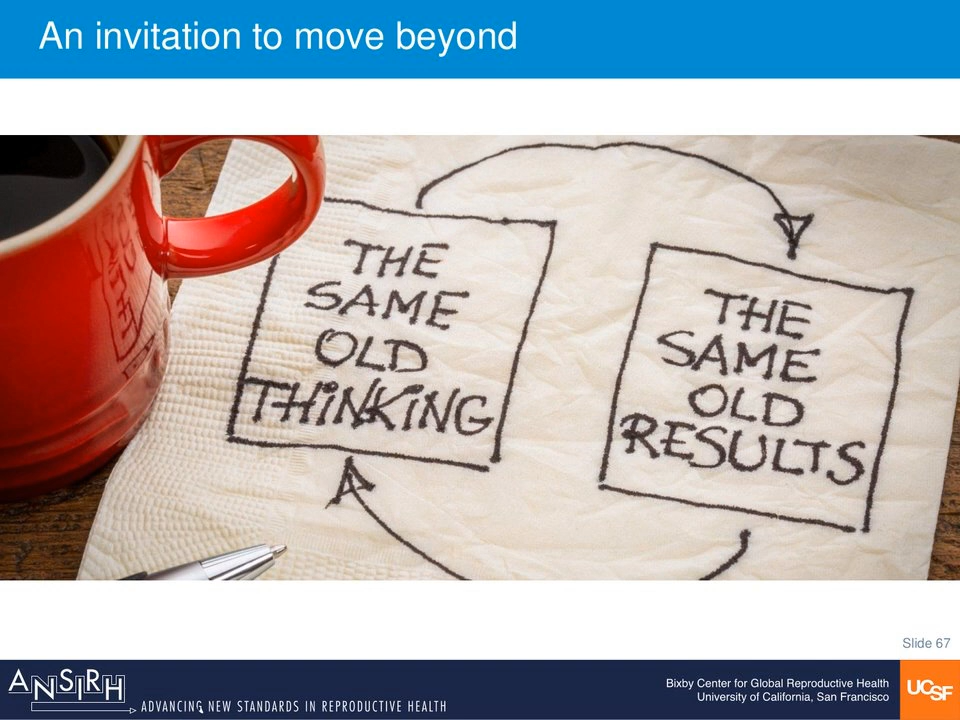 An invitation to move beyond
THE
SAME
OLD
THINKING
THE
SAME
OLD
RESULTS
Slide 67
ANSIRH
ADVANCING NEW STANDARDS IN REPRODUCTIVE HEALTH
Bixby Center for Global Reproductive Health
University of California, San Francisco
UCSF